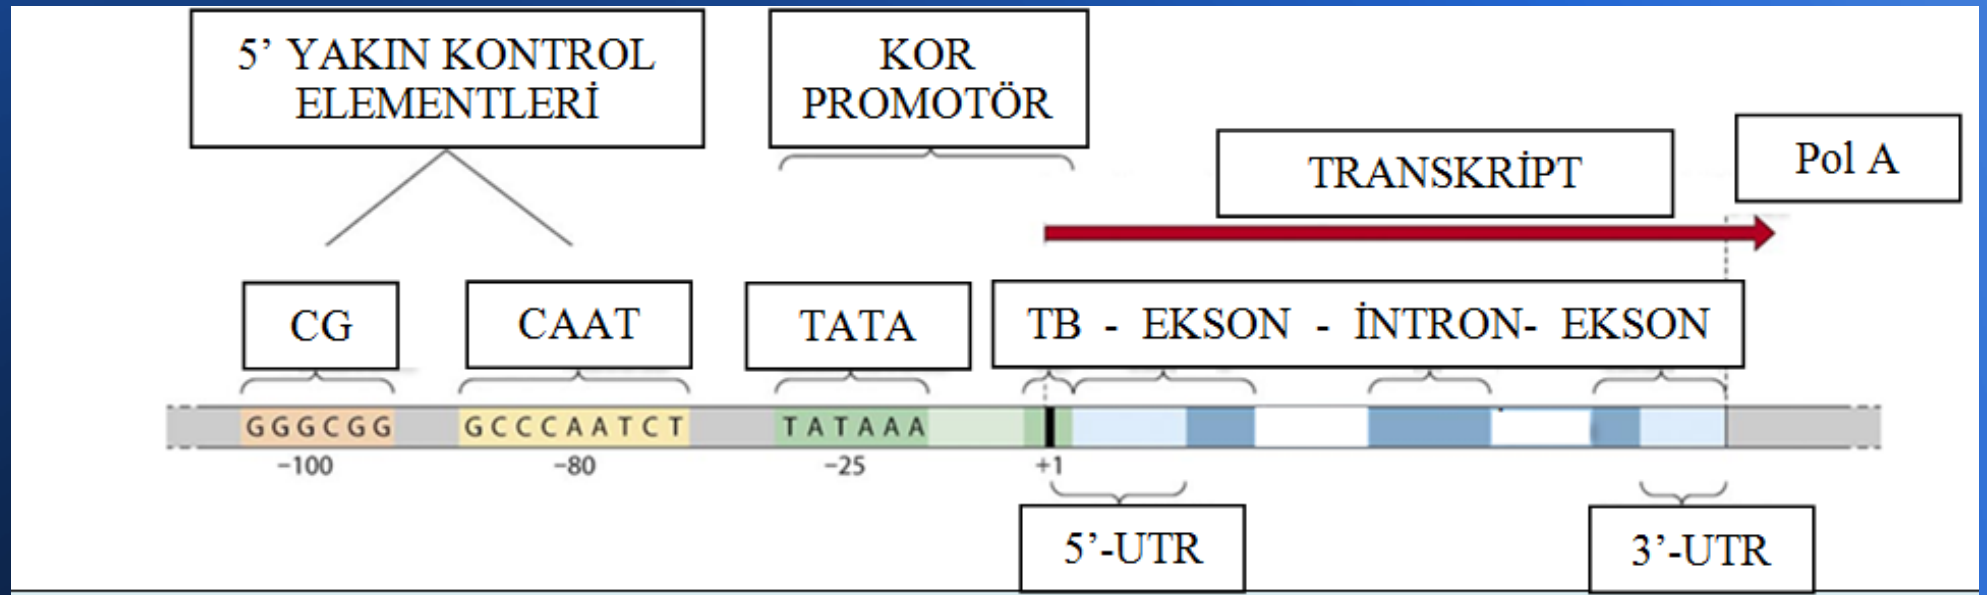 5’ YAKIN KONTROL
ELEMENTLERİ
KOR
PROMOTÖR
TRANSKRİPT
Pol A
CG
CAAT
TATA
TB - EKSON - İNTRON- EKSON
GGGCGG
GCCCAATCT
TATAAA
−100
−80
−25
+1
5’-UTR
3’-UTR